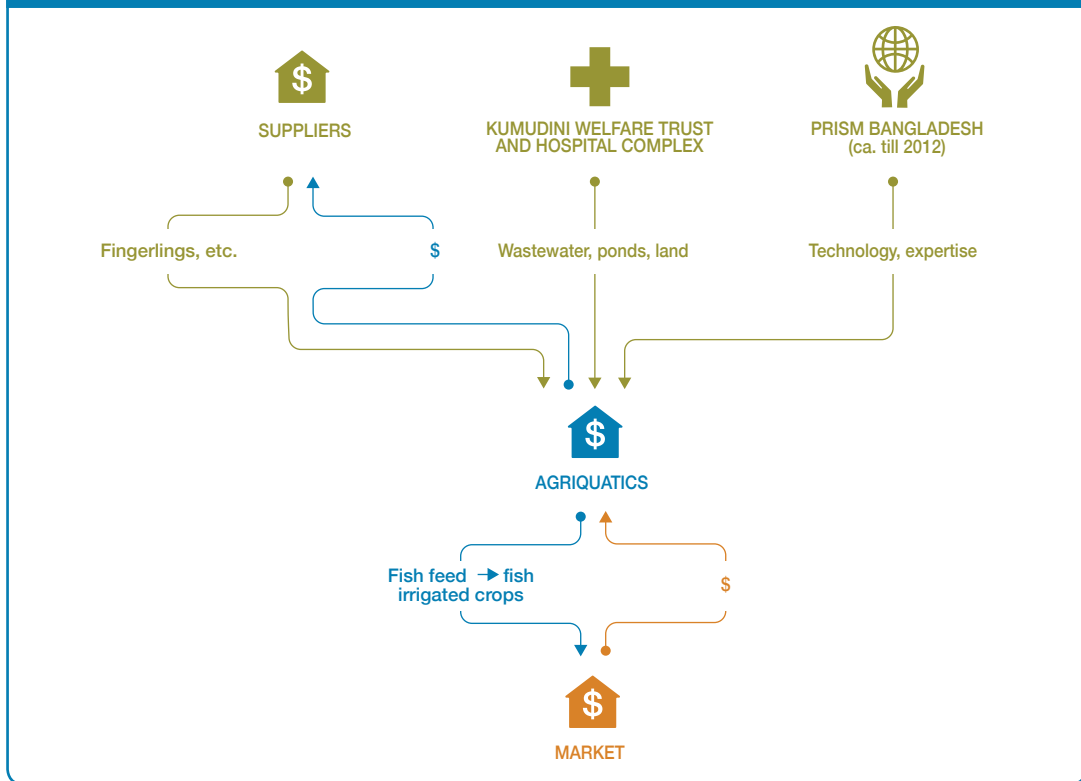 $
SUPPLIERS
KUMUDINI WELFARE TRUST
AND HOSPITAL COMPLEX
PRISM BANGLADESH
(ca. till 2012)
Fingerlings, etc.
$
Wastewater, ponds, land
Technology, expertise
$
AGRIQUATICS
Fish feed → fish
irrigated crops
$
$
MARKET